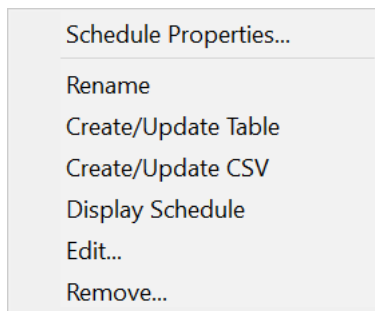 Schedule Properties...
Rename
Create/Update Table
Create/Update CSV
Display Schedule
Edit...
Remove...